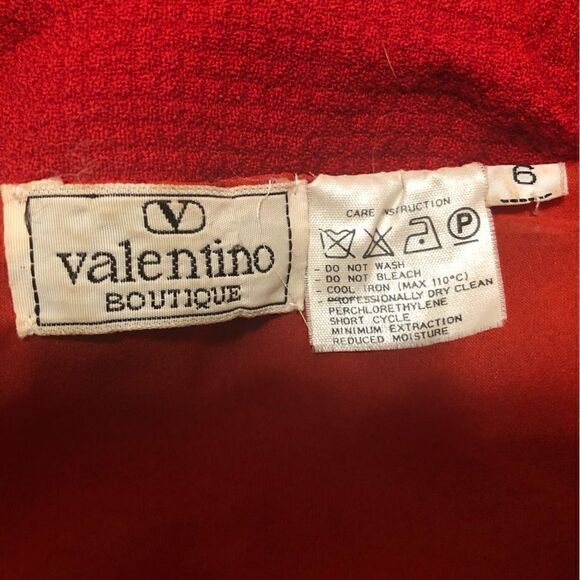 V
valentino
BOUTIQUE
CARE INSTRUCTION
P
- DO NOT WASH
- DO NOT BLEACH
- COOL IRON (MAX 110°C)
- PROFESSIONALLY DRY CLEAN
PERCHLORETHYLENE
SHORT CYCLE
MINIMUM EXTRACTION
REDUCED MOISTURE
6